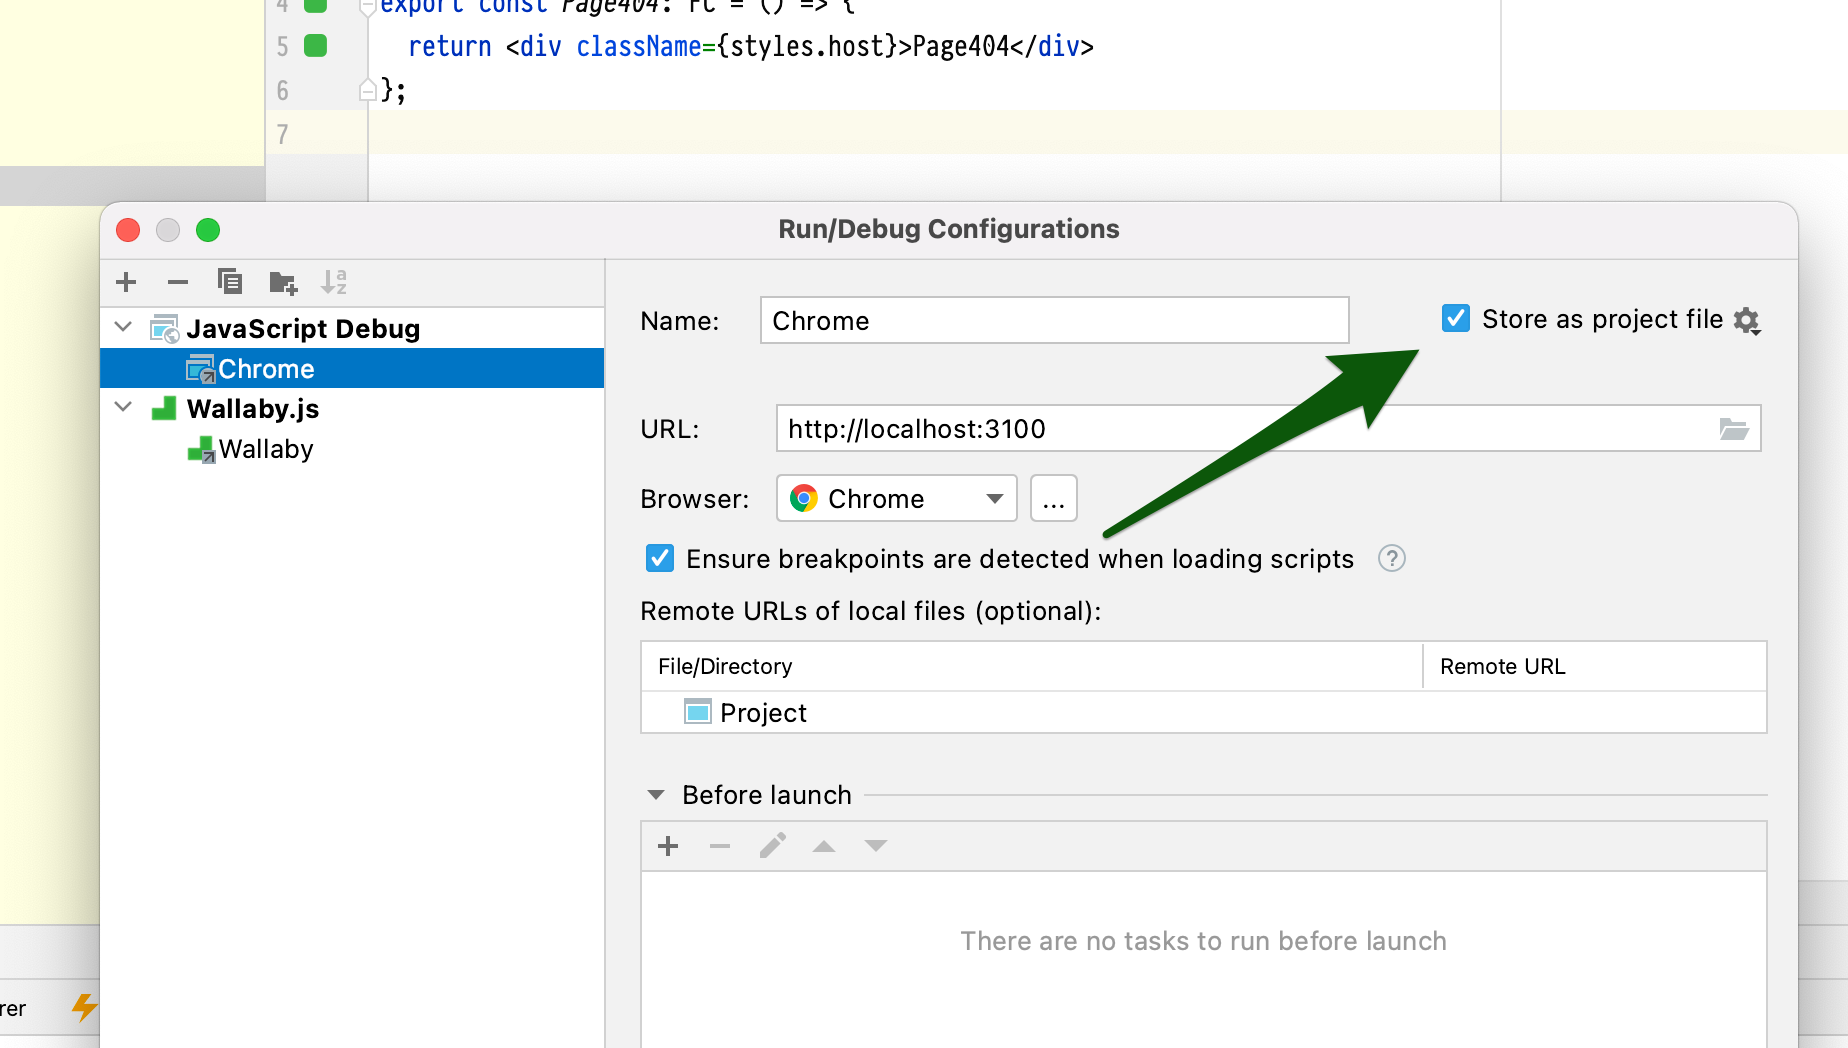 4 export const Page404: FC = () => {
5 return <div className={styles.host}>Page404</div>
6 };
7
Run/Debug Configurations
JavaScript Debug
Chrome
Wallaby.js
Wallaby
Name: Chrome
Store as project file
URL: http://localhost:3100
Browser: Chrome ...
Ensure breakpoints are detected when loading scripts ?
Remote URLs of local files (optional):
File/Directory Remote URL
Project
Before launch
There are no tasks to run before launch
rer